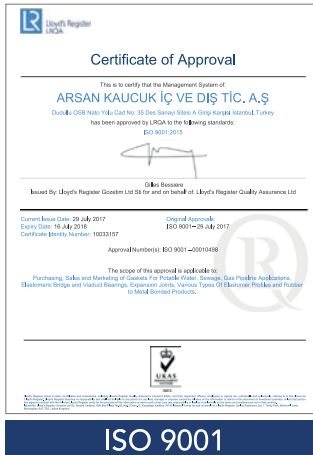 LR
Lloyd's Register
LRQA
Certificate of Approval
This is to certify that the Management System of:
ARSAN KAUCUK İÇ VE DIŞ TİC. A.Ş
Dudullu OSB Nato Yolu Cad No: 35 Des Sanayi Sitesi A Girişi Karşısı İstanbul, Turkey
has been approved by LRQA to the following standards:
ISO 9001:2015
Gilles Bessiere
Issued By: Lloyd's Register Gozetim Ltd Sti for and on behalf of: Lloyd's Register Quality Assurance Ltd
Current Issue Date: 29 July 2017
Expiry Date: 16 July 2018
Certificate Identity Number: 10033157
Original Approvals:
ISO 9001 – 29 July 2017
Approval Number(s): ISO 9001 – 00010498
The scope of this approval is applicable to:
Purchasing, Sales and Marketing of Gaskets For Potable Water, Sewage, Gas Pipeline Applications,
Elastomeric Bridge and Viaduct Bearings, Expansion Joints, Various Types Of Elastomer Profiles and Rubber
to Metal Bonded Products.
R
UKAS
ISO 9001